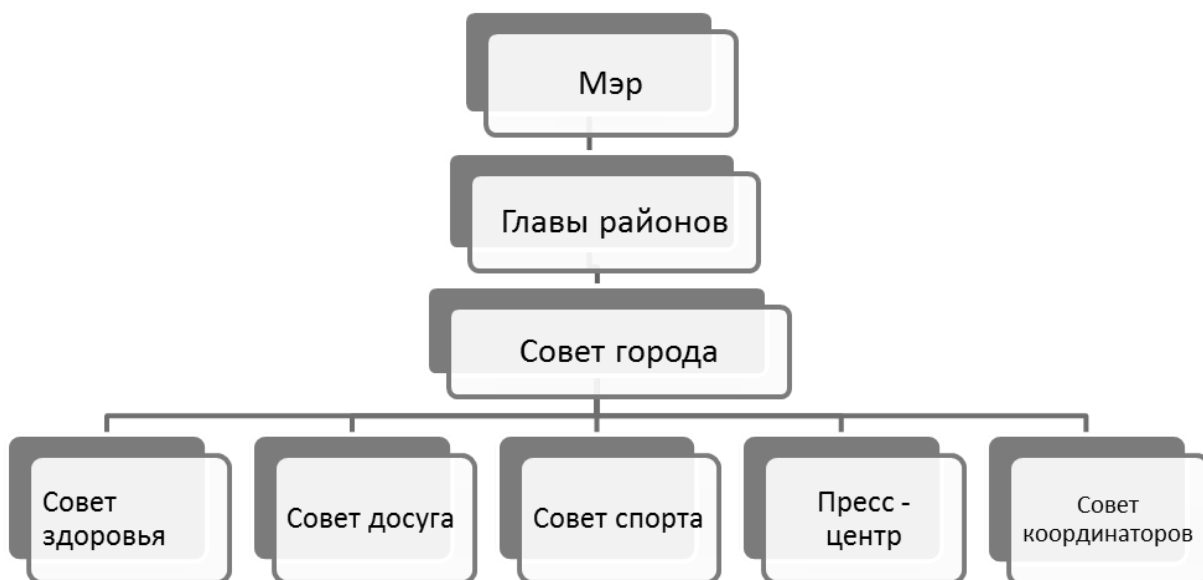 Мэр
Главы районов
Совет города
Совет
здоровья
Совет досуга
Совет спорта
Пресс -
центр
Совет
координаторов